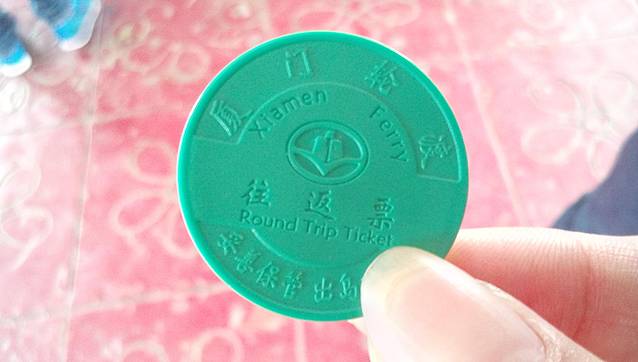 厦门轮渡
Xiamen Ferry
往返票
Round Trip Ticket
妥善保管 出岛